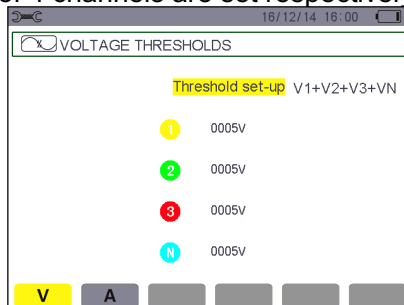 16/12/14 16:00
VOLTAGE THRESHOLDS
Threshold set-up V1+V2+V3+VN
1 0005V
2 0005V
3 0005V
N 0005V
V A